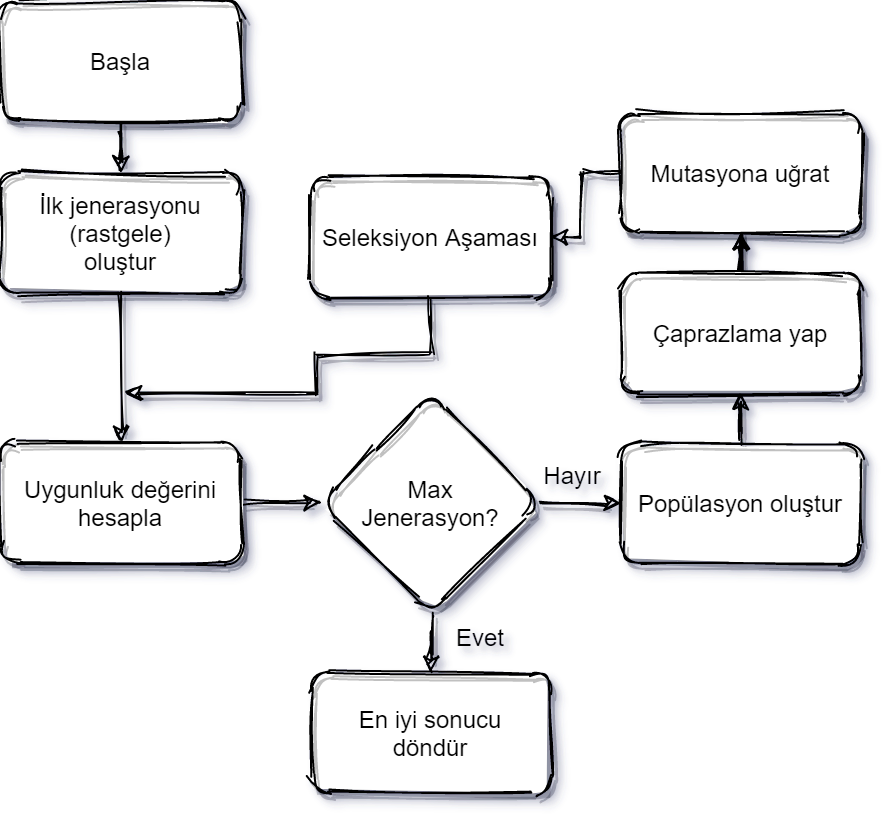 Başla
İlk jenerasyonu
(rastgele)
oluştur
Seleksiyon Aşaması
Mutasyona uğrat
Çaprazlama yap
Uygunluk değerini
hesapla
Max
Jenerasyon?
Hayır
Popülasyon oluştur
Evet
En iyi sonucu
döndür